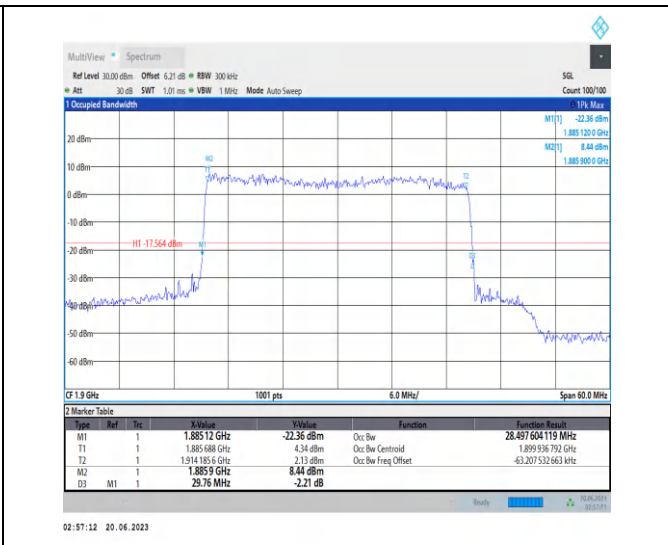 MultiView Spectrum
Ref Level 30.00 dBm Offset 6.21 dB RBW 300 kHz SGL
Att 30 dB SWT 1.01 ms VBW 1 MHz Mode Auto Sweep Count 100/100
1 Occupied Bandwidth 1Pk Max
M1[1] -22.36 dBm
1.885 120 0 GHz
M2[1] 8.44 dBm
1.885 900 0 GHz
20 dBm
M2
T1
T2
10 dBm
0 dBm
-10 dBm
H1 -17.564 dBm
M1
-20 dBm
D3
-30 dBm
-40 dBm
-50 dBm
-60 dBm
CF 1.9 GHz 1001 pts 6.0 MHz/ Span 60.0 MHz
2 Marker Table
Type Ref Trc X-Value Y-Value Function Function Result
M1 1 1.88512 GHz -22.36 dBm Occ Bw 28.497 604 119 MHz
T1 1 1.885 688 GHz 4.34 dBm Occ Bw Centroid 1.899 936 792 GHz
T2 1 1.914 185 6 GHz 2.13 dBm Occ Bw Freq Offset -63.207 532 663 kHz
M2 1 1.8859 GHz 8.44 dBm
D3 M1 1 29.76 MHz -2.21 dB
Ready 20.06.2023
02:57:12 20.06.2023